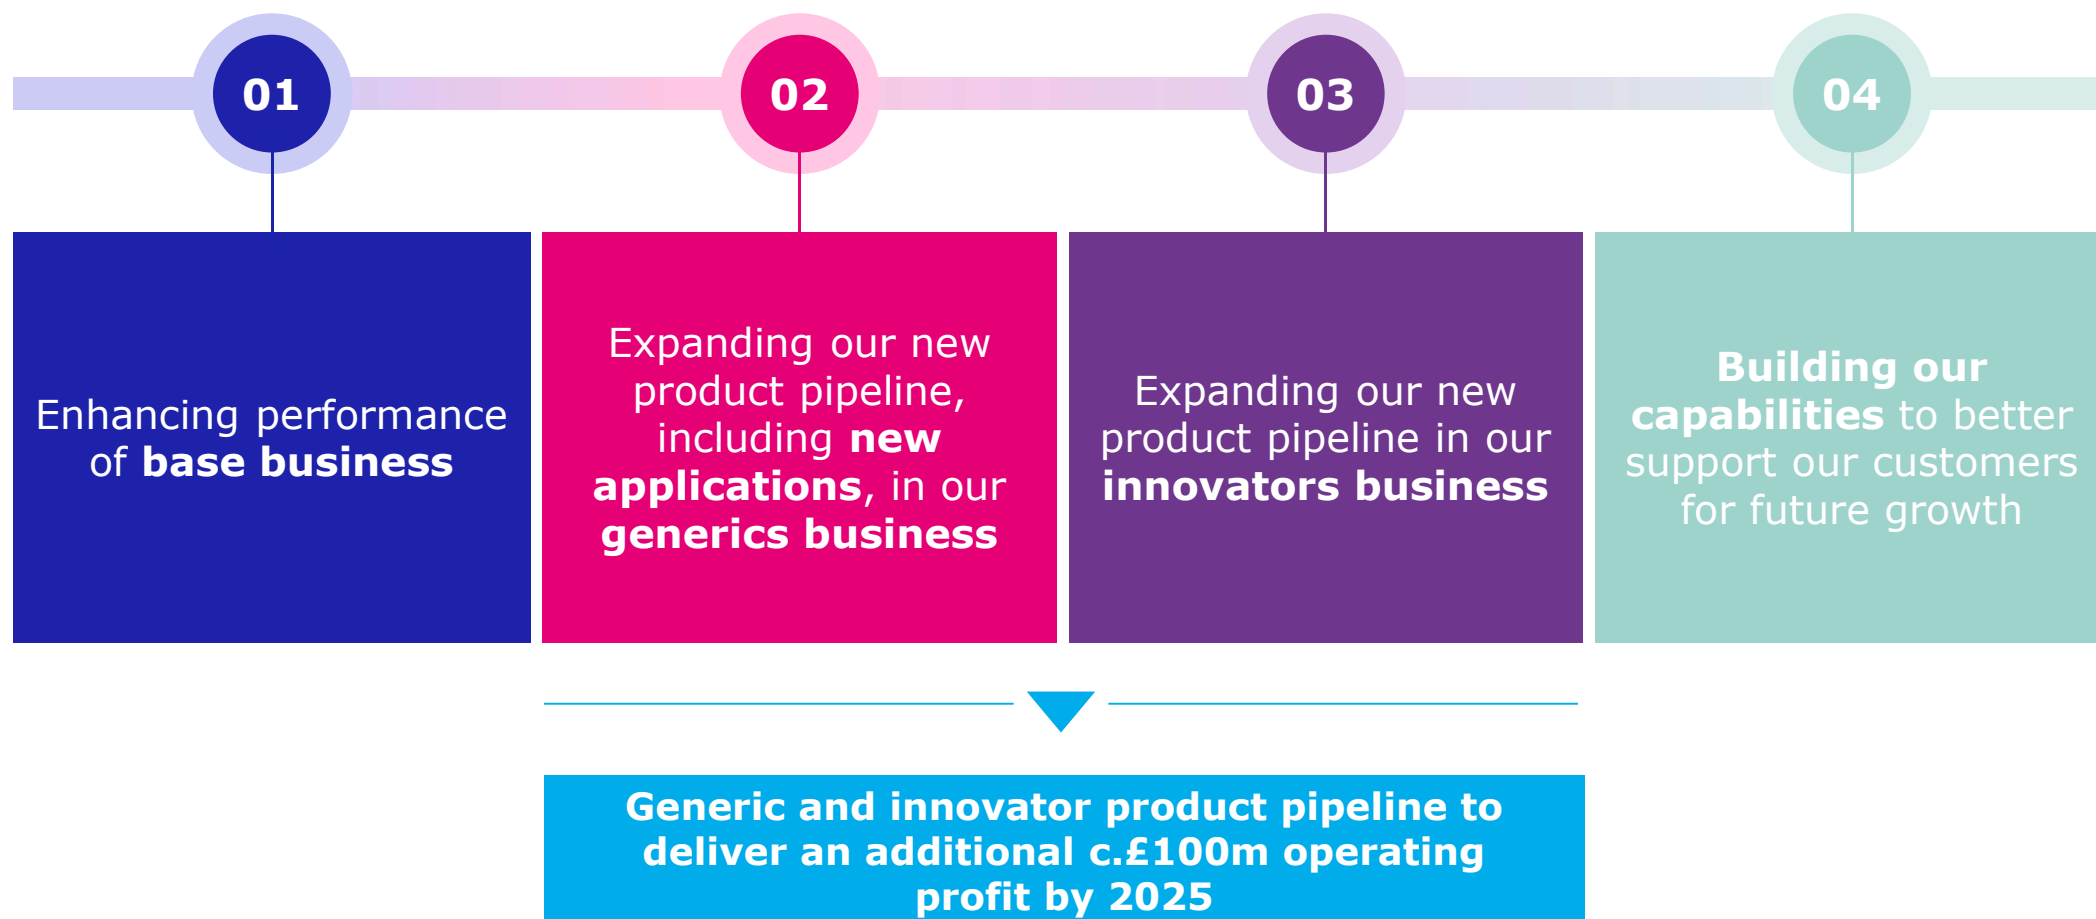 01
02
03
04
Enhancing performance
of base business
Expanding our new
product pipeline,
including new
applications, in our
generics business
Expanding our new
product pipeline in our
innovators business
Building our
capabilities to better
support our customers
for future growth
Generic and innovator product pipeline to
deliver an additional c.£100m operating
profit by 2025